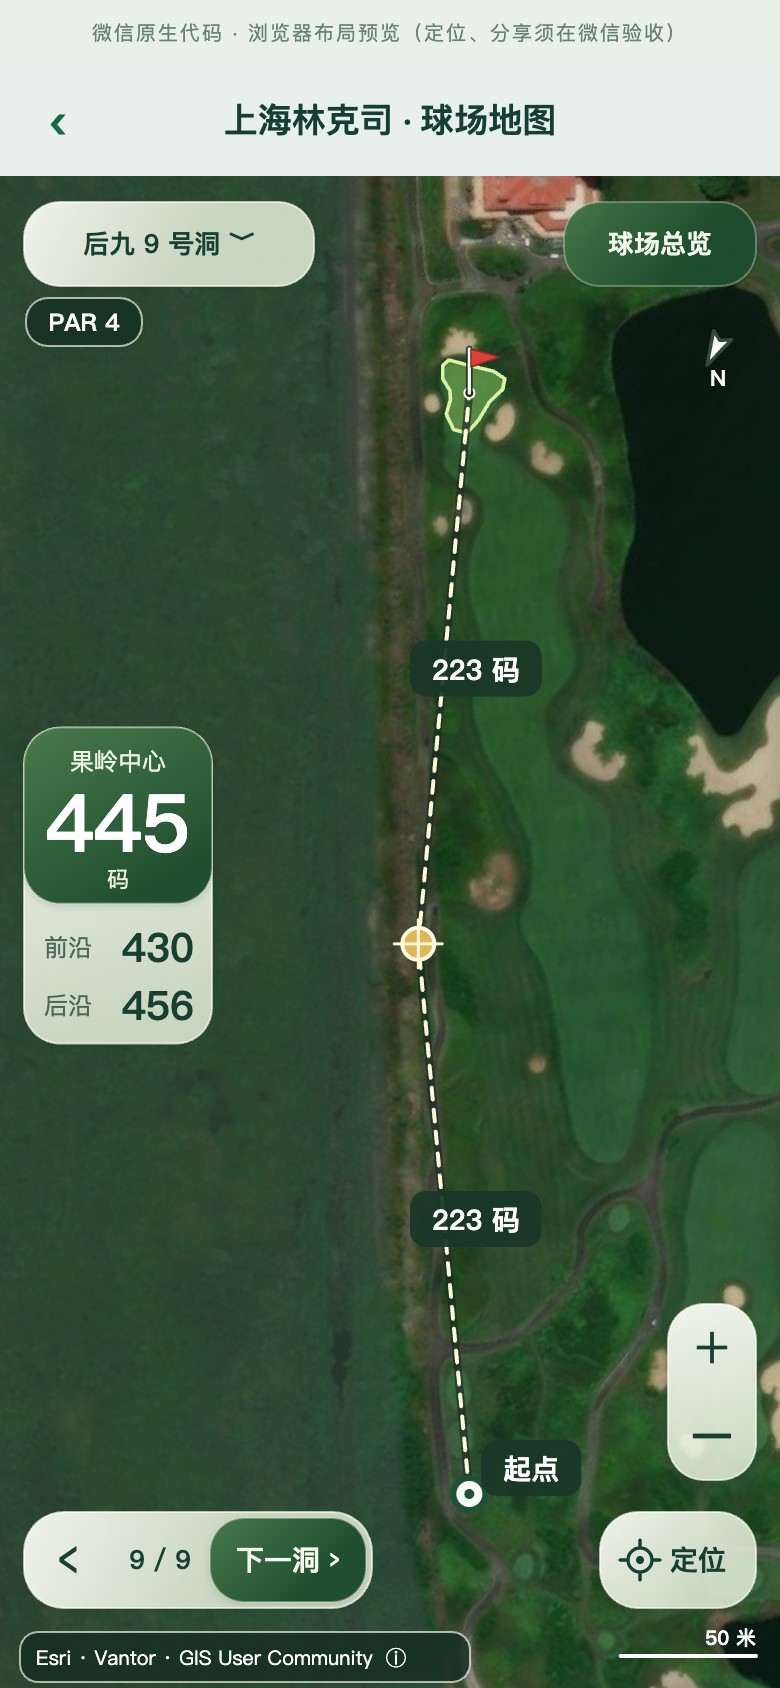 微信原生代码 · 浏览器布局预览（定位、分享须在微信验收）
‹ 上海林克司 · 球场地图
后九 9 号洞
球场总览
PAR 4
N
223 码
果岭中心
445
码
前沿 430
后沿 456
223 码
+
−
起点
< 9 / 9 下一洞 ›
定位
50 米
Esri · Vantor · GIS User Community ⓘ